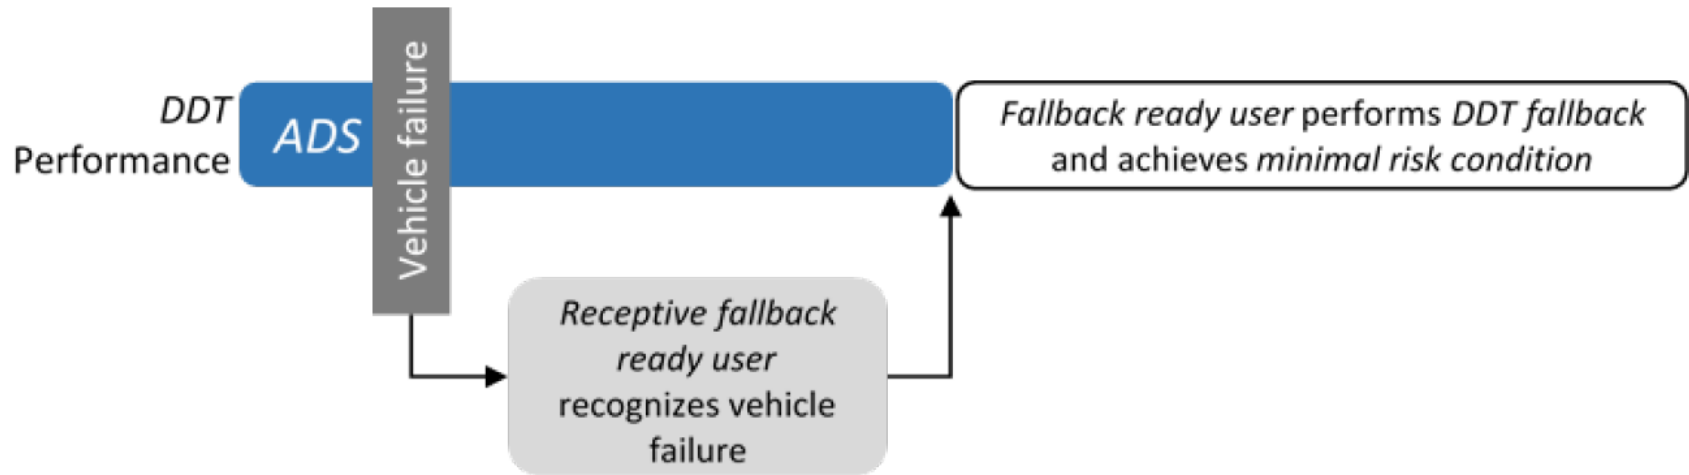 DDT
Performance
ADS
Vehicle failure
Fallback ready user performs DDT fallback
and achieves minimal risk condition
Receptive fallback
ready user
recognizes vehicle
failure